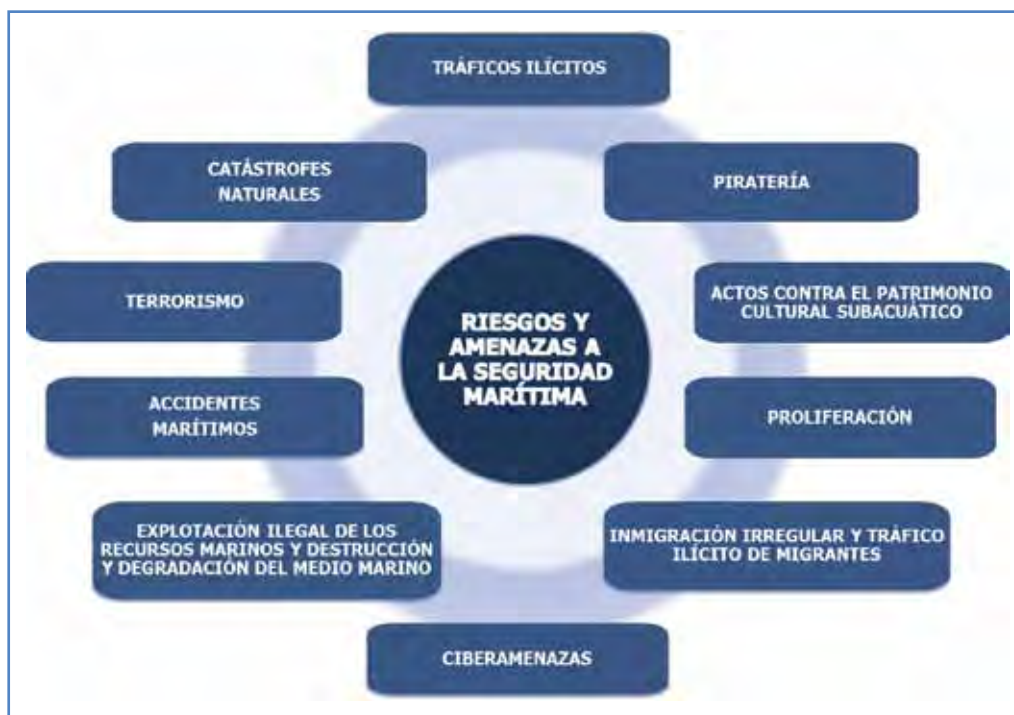 TRÁFICOS ILÍCITOS
CATÁSTROFES
NATURALES
PIRATERÍA
TERRORISMO
ACTOS CONTRA EL PATRIMONIO
CULTURAL SUBACUÁTICO
RIESGOS Y
AMENAZAS A
LA SEGURIDAD
MARÍTIMA
ACCIDENTES
MARÍTIMOS
PROLIFERACIÓN
EXPLOTACIÓN ILEGAL DE LOS
RECURSOS MARINOS Y DESTRUCCIÓN
Y DEGRADACIÓN DEL MEDIO MARINO
INMIGRACIÓN IRREGULAR Y TRÁFICO
ILÍCITO DE MIGRANTES
CIBERAMENAZAS